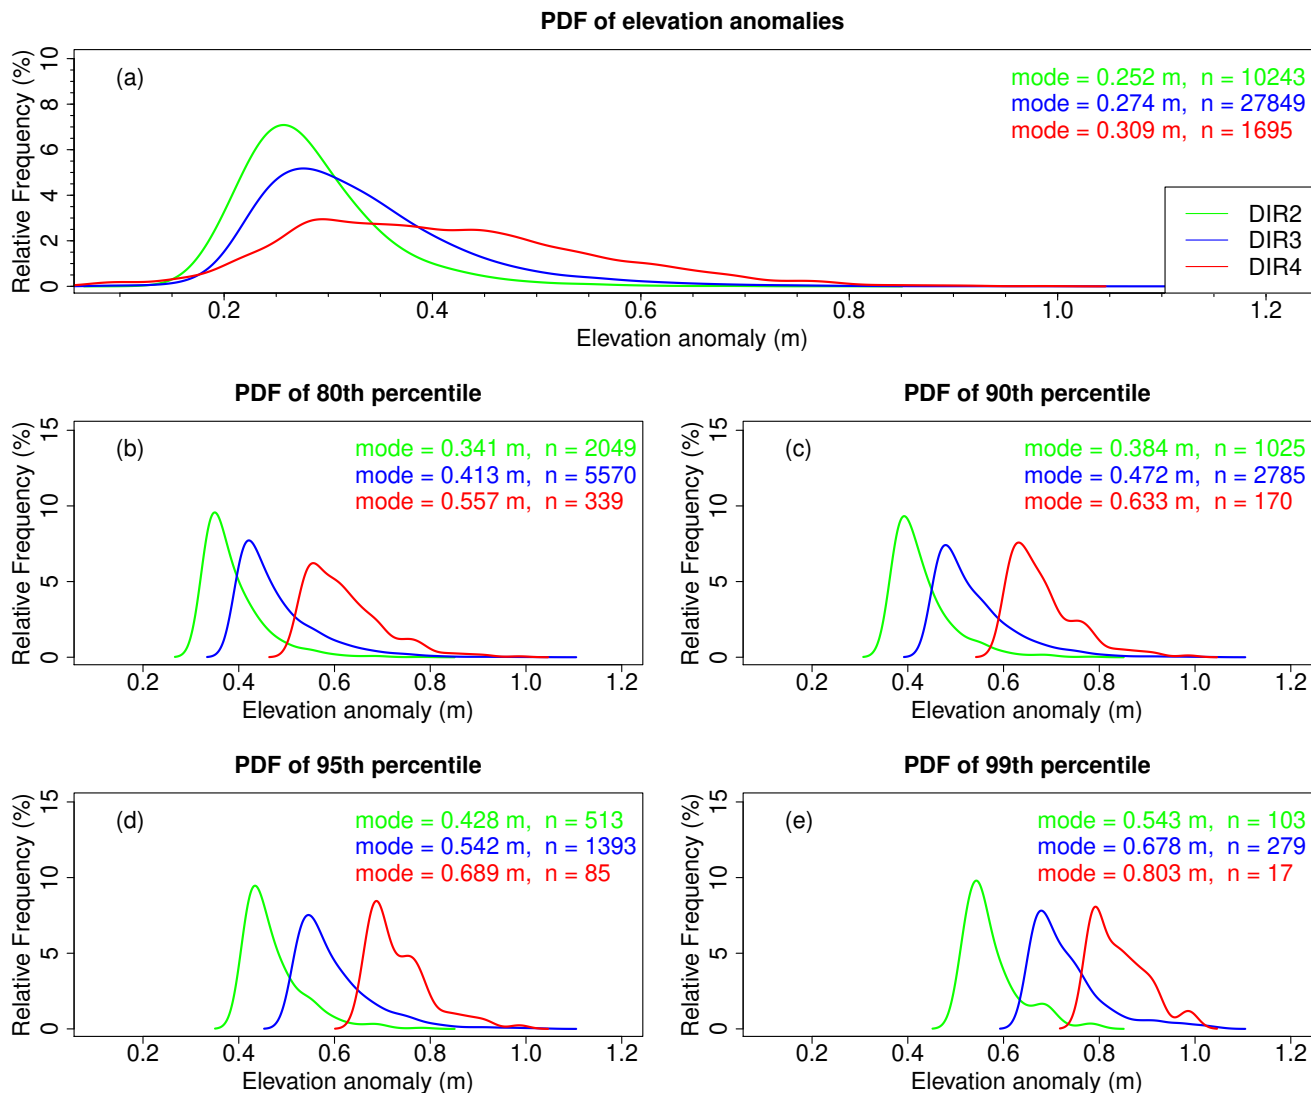 PDF of elevation anomalies
(a)
mode = 0.252 m, n = 10243
mode = 0.274 m, n = 27849
mode = 0.309 m, n = 1695
DIR2
DIR3
DIR4
Relative Frequency (%)
0 2 4 6 8 10
0.2 0.4 0.6 0.8 1.0 1.2
Elevation anomaly (m)
PDF of 80th percentile
(b)
mode = 0.341 m, n = 2049
mode = 0.413 m, n = 5570
mode = 0.557 m, n = 339
Relative Frequency (%)
0 5 10 15
0.2 0.4 0.6 0.8 1.0 1.2
Elevation anomaly (m)
PDF of 90th percentile
(c)
mode = 0.384 m, n = 1025
mode = 0.472 m, n = 2785
mode = 0.633 m, n = 170
Relative Frequency (%)
0 5 10 15
0.2 0.4 0.6 0.8 1.0 1.2
Elevation anomaly (m)
PDF of 95th percentile
(d)
mode = 0.428 m, n = 513
mode = 0.542 m, n = 1393
mode = 0.689 m, n = 85
Relative Frequency (%)
0 5 10 15
0.2 0.4 0.6 0.8 1.0 1.2
Elevation anomaly (m)
PDF of 99th percentile
(e)
mode = 0.543 m, n = 103
mode = 0.678 m, n = 279
mode = 0.803 m, n = 17
Relative Frequency (%)
0 5 10 15
0.2 0.4 0.6 0.8 1.0 1.2
Elevation anomaly (m)